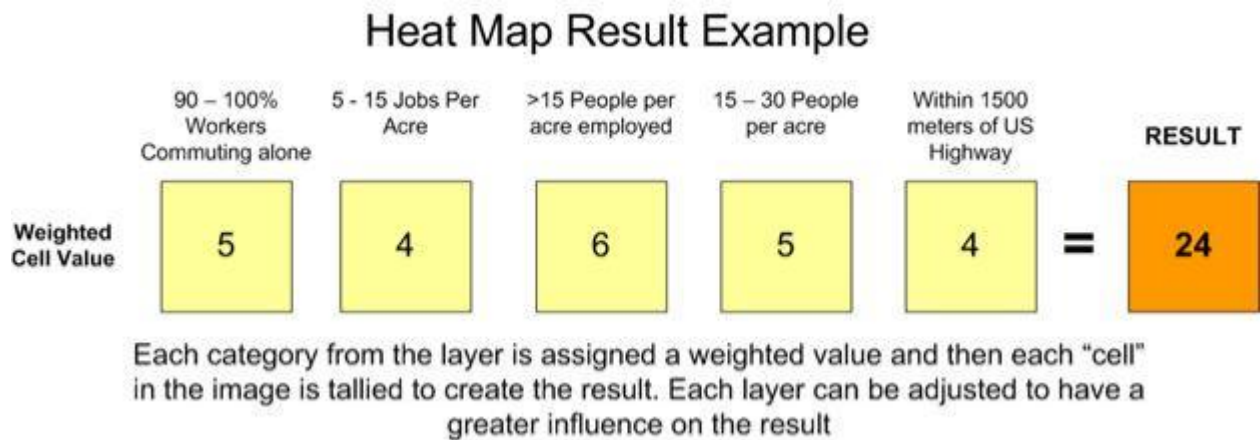 Heat Map Result Example
90 – 100%
Workers
Commuting alone
5 - 15 Jobs Per
Acre
>15 People per
acre employed
15 – 30 People
per acre
Within 1500
meters of US
Highway
RESULT
Weighted
Cell Value
5
4
6
5
4
=
24
Each category from the layer is assigned a weighted value and then each “cell”
in the image is tallied to create the result. Each layer can be adjusted to have a
greater influence on the result